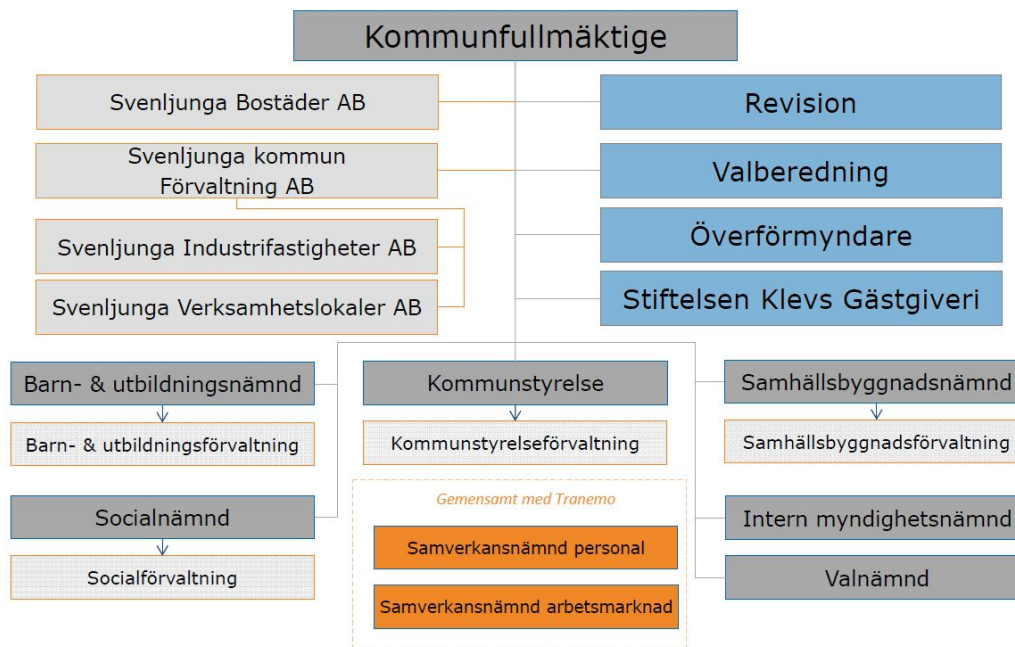 Kommunfullmäktige
Svenljunga Bostäder AB
Revision
Svenljunga kommun
Förvaltning AB
Valberedning
Svenljunga Industrifastigheter AB
Överförmyndare
Svenljunga Verksamhetslokaler AB
Stiftelsen Klevs Gästgiveri
Barn- & utbildningsnämnd
Kommunstyrelse
Samhällsbyggnadsnämnd
Barn- & utbildningsförvaltning
Kommunstyrelseförvaltning
Samhällsbyggnadsförvaltning
Gemensamt med Tranemo
Socialnämnd
Samverkansnämnd personal
Intern myndighetsnämnd
Socialförvaltning
Samverkansnämnd arbetsmarknad
Valnämnd